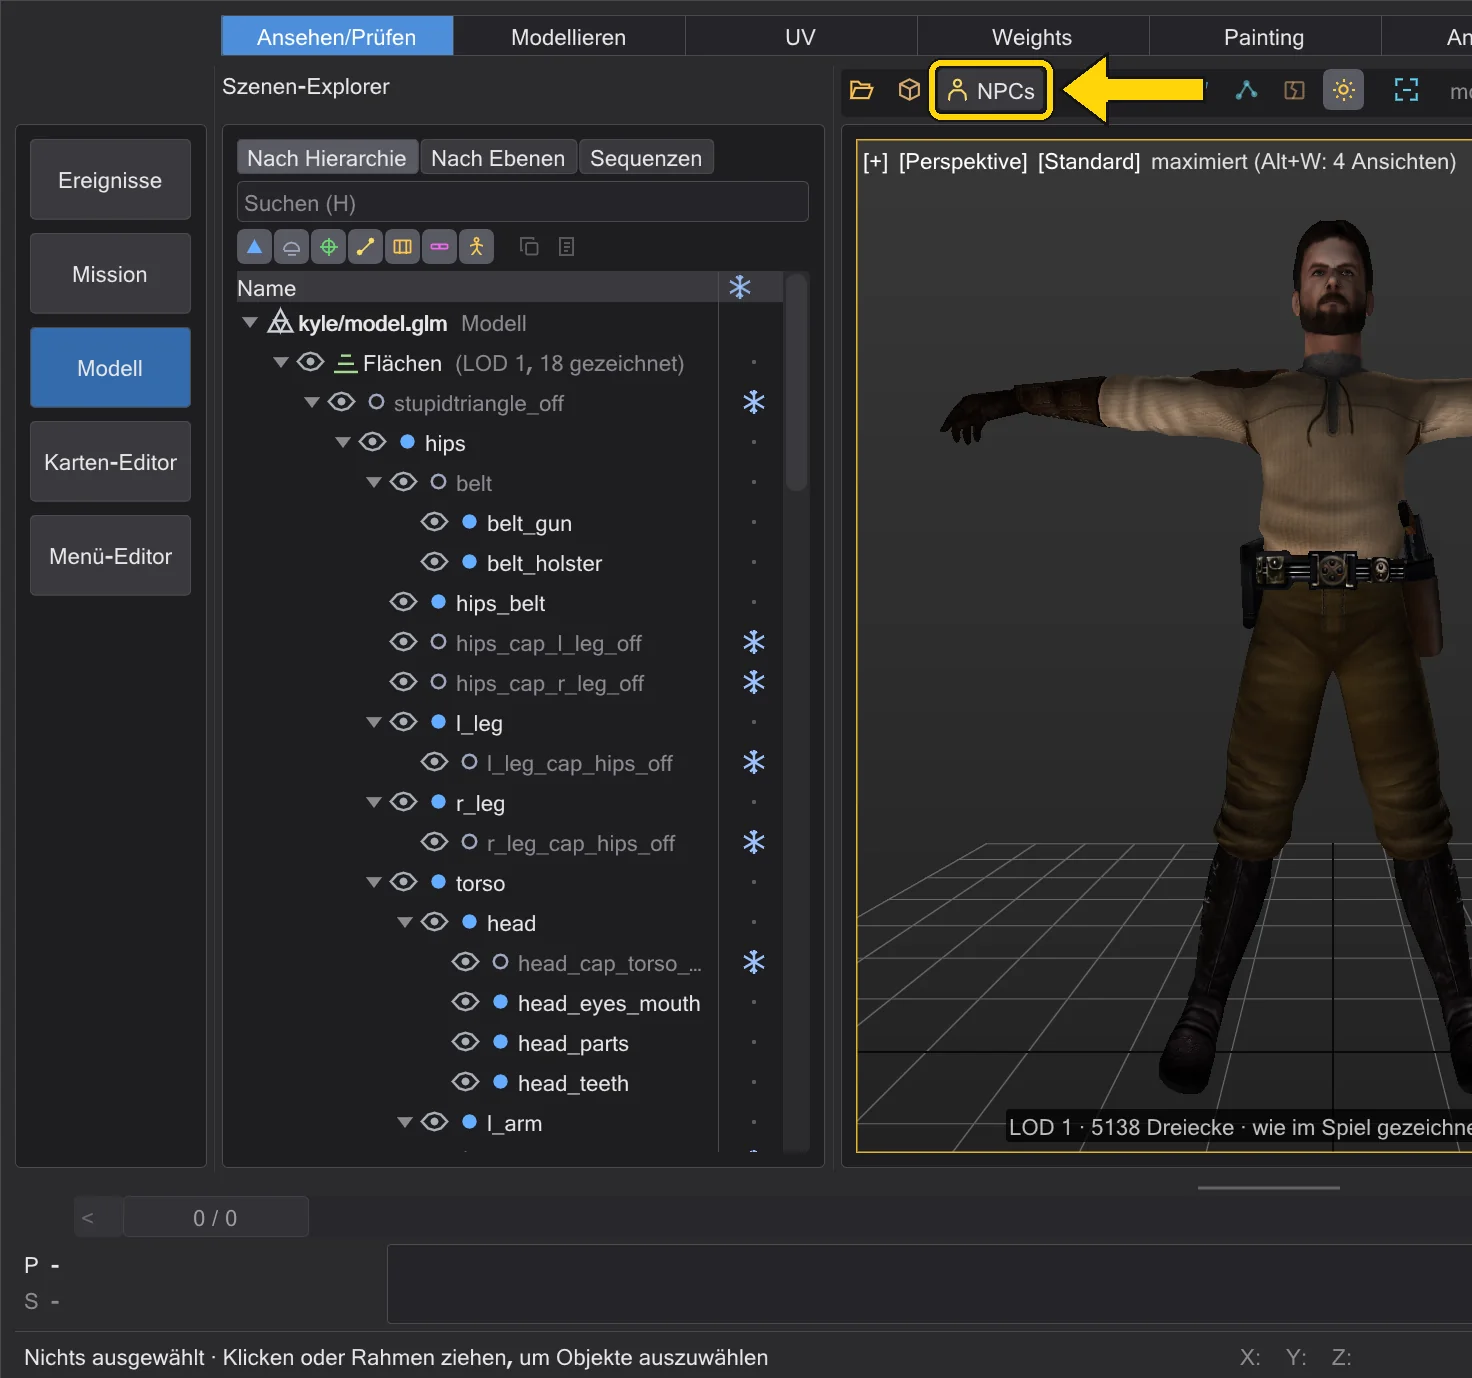 Ansehen/Prüfen
Modellieren
UV
Weights
Painting
Szenen-Explorer
NPCs
Ereignisse
Mission
Modell
Karten-Editor
Menü-Editor
Nach Hierarchie
Nach Ebenen
Sequenzen
Suchen (H)
Name
kyle/model.glm Modell
Flächen (LOD 1, 18 gezeichnet)
stupidtriangle_off
hips
belt
belt_gun
belt_holster
hips_belt
hips_cap_l_leg_off
hips_cap_r_leg_off
l_leg
l_leg_cap_hips_off
r_leg
r_leg_cap_hips_off
torso
head
head_cap_torso_...
head_eyes_mouth
head_parts
head_teeth
l_arm
[+] [Perspektive] [Standard] maximiert (Alt+W: 4 Ansichten)
LOD 1 · 5138 Dreiecke · wie im Spiel
<
0 / 0
P -
S -
Nichts ausgewählt · Klicken oder Rahmen ziehen, um Objekte auszuwählen
X: Y: Z: